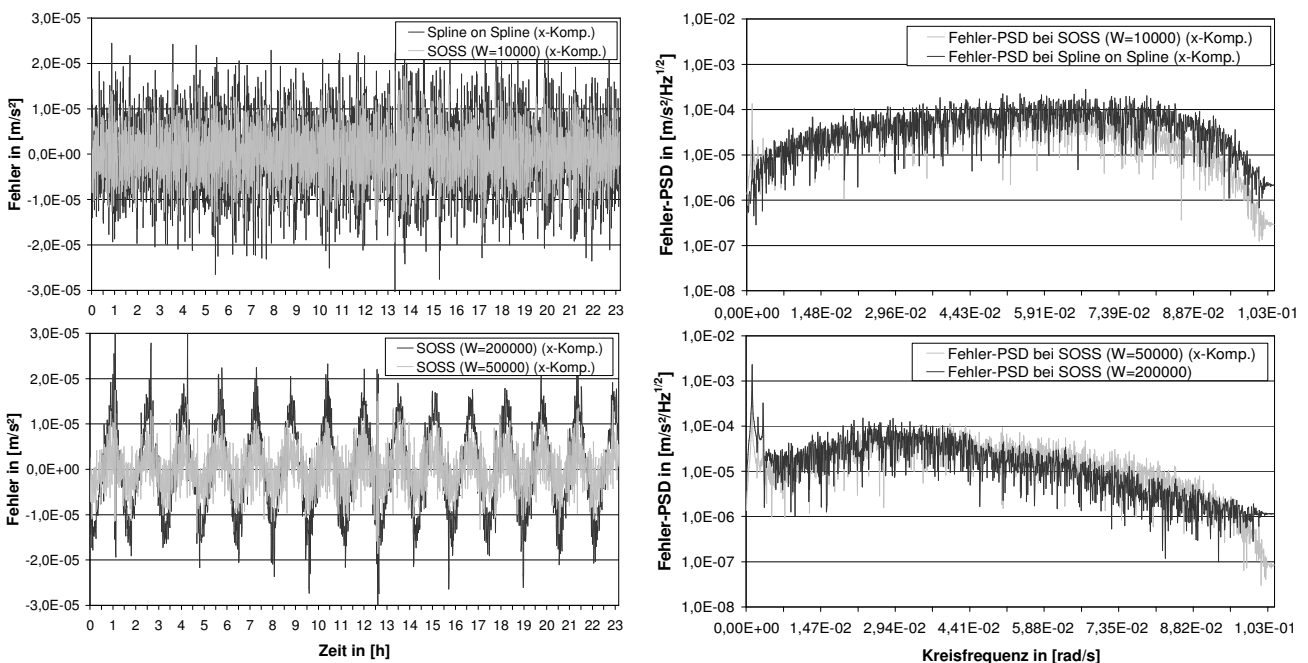 3,0E-05
2,0E-05
1,0E-05
0,0E+00
-1,0E-05
-2,0E-05
-3,0E-05
Fehler in [m/s²]
Spline on Spline (x-Komp.)
SOSS (W=10000) (x-Komp.)
0 1 2 3 4 5 6 7 8 9 10 11 12 13 14 15 16 17 18 19 20 21 22 23
1,0E-02
1,0E-03
1,0E-04
1,0E-05
1,0E-06
1,0E-07
1,0E-08
Fehler-PSD in [m/s²/Hz^1/2]
Fehler-PSD bei SOSS (W=10000) (x-Komp.)
Fehler-PSD bei Spline on Spline (x-Komp.)
0,00E+00 1,48E-02 2,96E-02 4,43E-02 5,91E-02 7,39E-02 8,87E-02 1,03E-01
3,0E-05
2,0E-05
1,0E-05
0,0E+00
-1,0E-05
-2,0E-05
-3,0E-05
Fehler in [m/s²]
SOSS (W=200000) (x-Komp.)
SOSS (W=50000) (x-Komp.)
0 1 2 3 4 5 6 7 8 9 10 11 12 13 14 15 16 17 18 19 20 21 22 23
Zeit in [h]
1,0E-02
1,0E-03
1,0E-04
1,0E-05
1,0E-06
1,0E-07
1,0E-08
Fehler-PSD in [m/s²/Hz^1/2]
Fehler-PSD bei SOSS (W=50000) (x-Komp.)
Fehler-PSD bei SOSS (W=200000)
0,00E+00 1,47E-02 2,94E-02 4,41E-02 5,88E-02 7,35E-02 8,82E-02 1,03E-01
Kreisfrequenz in [rad/s]